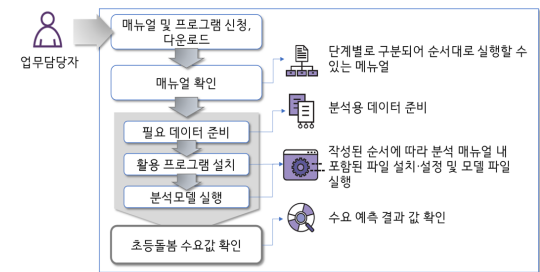 매뉴얼 및 프로그램 신청,
다운로드
업무담당자
매뉴얼 확인
단계별로 구분되어 순서대로 실행할 수
있는 메뉴얼
필요 데이터 준비
분석용 데이터 준비
활용 프로그램 설치
작성된 순서에 따라 분석 매뉴얼 내
포함된 파일 설치·설정 및 모델 파일
실행
분석모델 실행
초등돌봄 수요값 확인
수요 예측 결과 값 확인